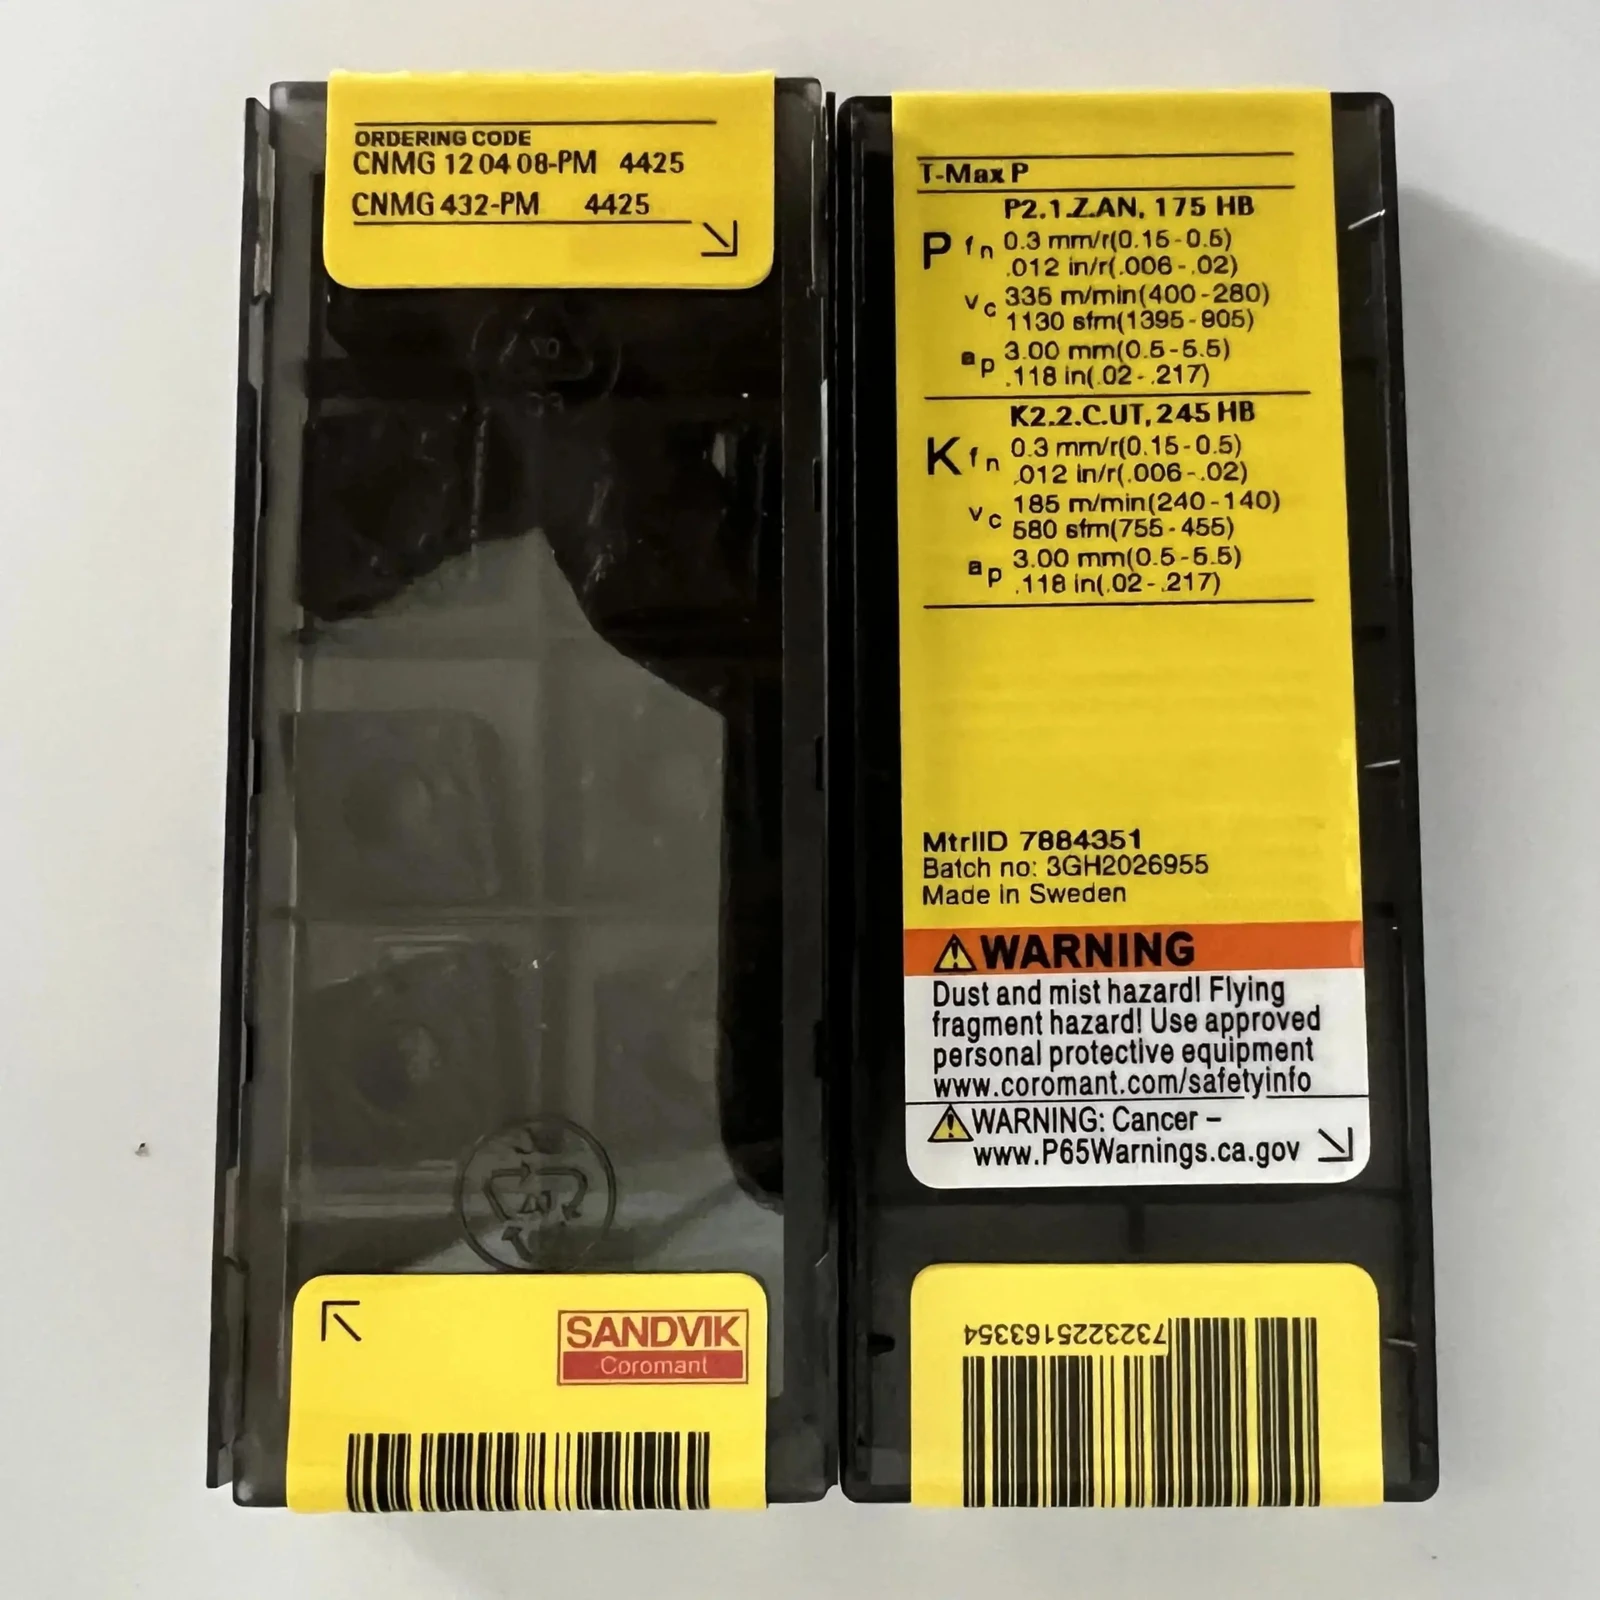 ORDERING CODE
CNMG 12 04 08-PM 4425
CNMG 432-PM 4425
SANDVIK
Coromant
T-Max P
P2.1.Z.AN, 175 HB
P fn 0.3 mm/r(0.15-0.5)
.012 in/r(.006-.02)
vc 335 m/min(400-280)
1130 sfm(1395-905)
ap 3.00 mm(0.5-5.5)
.118 in(.02-.217)
K2.2.C.UT, 245 HB
K fn 0.3 mm/r(0.15-0.5)
.012 in/r(.006-.02)
vc 185 m/min(240-140)
580 sfm(755-455)
ap 3.00 mm(0.5-5.5)
.118 in(.02-.217)
MtrlID 7884351
Batch no: 3GH2026955
Made in Sweden
WARNING
Dust and mist hazard! Flying
fragment hazard! Use approved
personal protective equipment
www.coromant.com/safetyinfo
WARNING: Cancer –
www.P65Warnings.ca.gov
7323225163354